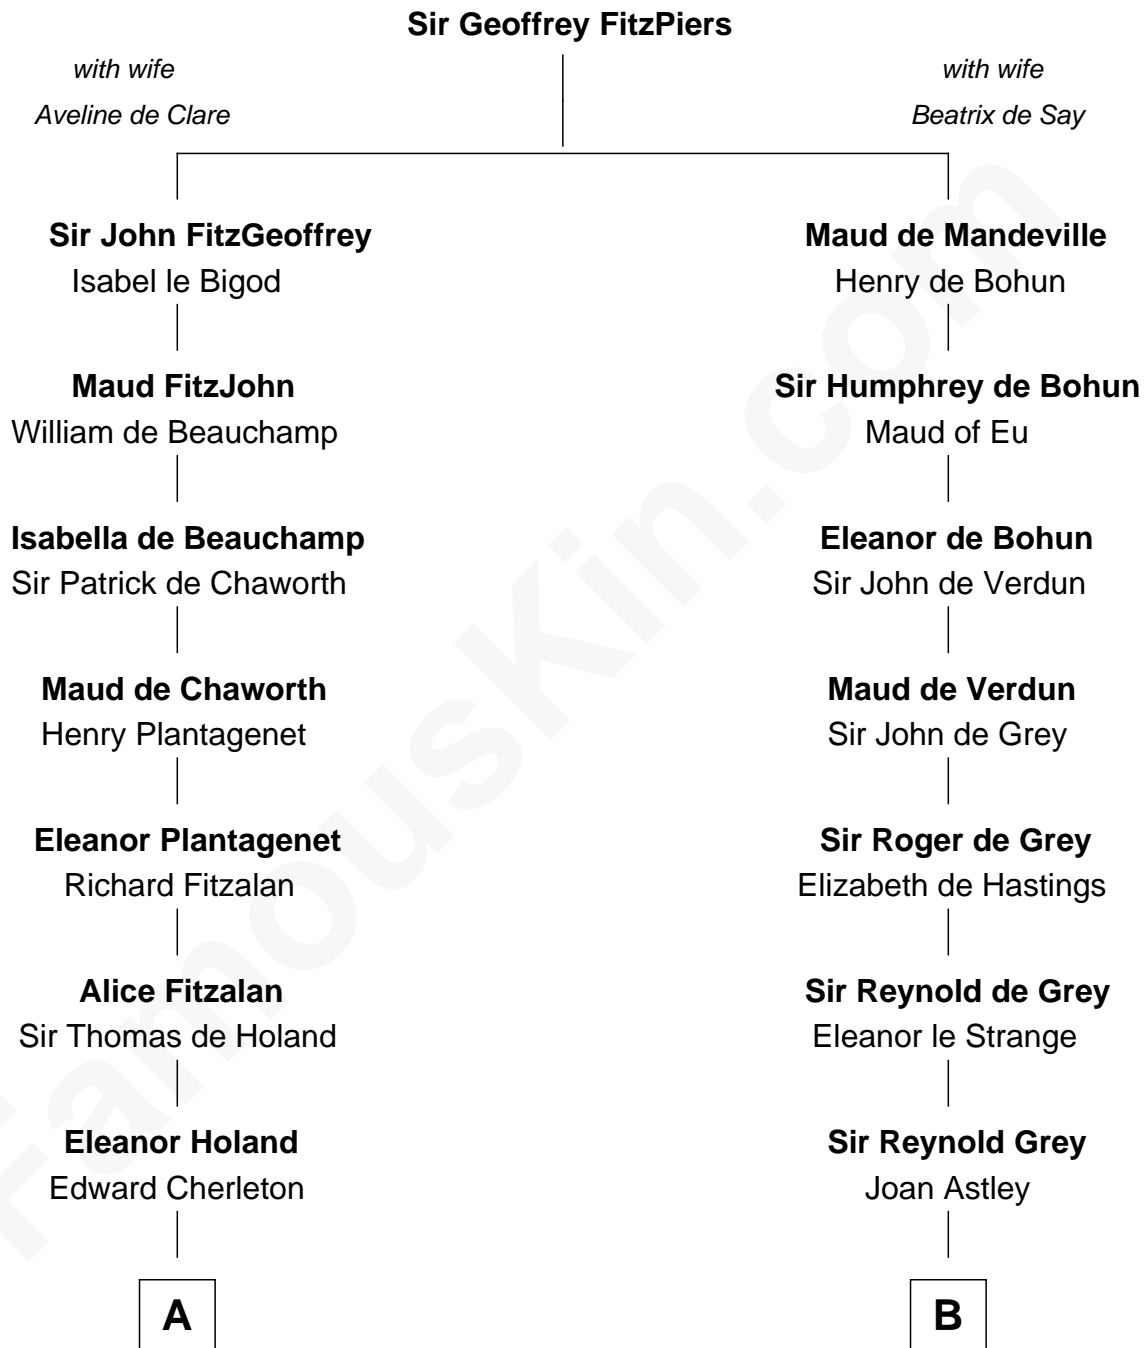 Sir Geoffrey FitzPiers
with wife
Aveline de Clare
with wife
Beatrix de Say
Sir John FitzGeoffrey
Isabel le Bigod
Maud de Mandeville
Henry de Bohun
Maud FitzJohn
William de Beauchamp
Sir Humphrey de Bohun
Maud of Eu
Isabella de Beauchamp
Sir Patrick de Chaworth
Eleanor de Bohun
Sir John de Verdun
Maud de Chaworth
Henry Plantagenet
Maud de Verdun
Sir John de Grey
Eleanor Plantagenet
Richard Fitzalan
Sir Roger de Grey
Elizabeth de Hastings
Alice Fitzalan
Sir Thomas de Holand
Sir Reynold de Grey
Eleanor le Strange
Eleanor Holand
Edward Cherleton
Sir Reynold Grey
Joan Astley
A
B
FamousKin.com